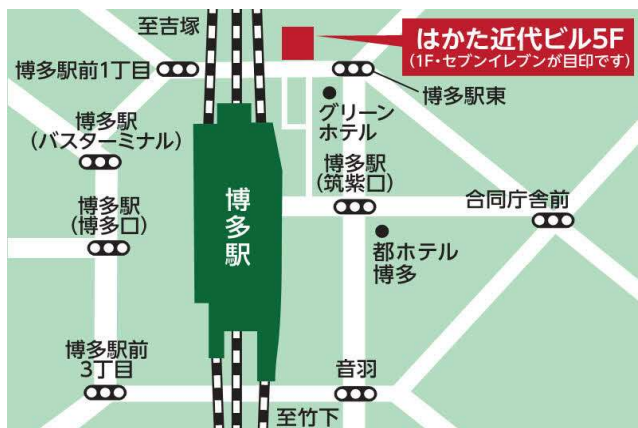 至吉塚
はかた近代ビル5F
(1F・セブンイレブンが目印です)
博多駅前1丁目
博多駅東
グリーン
ホテル
博多駅
(バスターミナル)
博多駅
(筑紫口)
博多駅
合同庁舎前
博多駅
(博多口)
都ホテル
博多
博多駅前
3丁目
音羽
至竹下